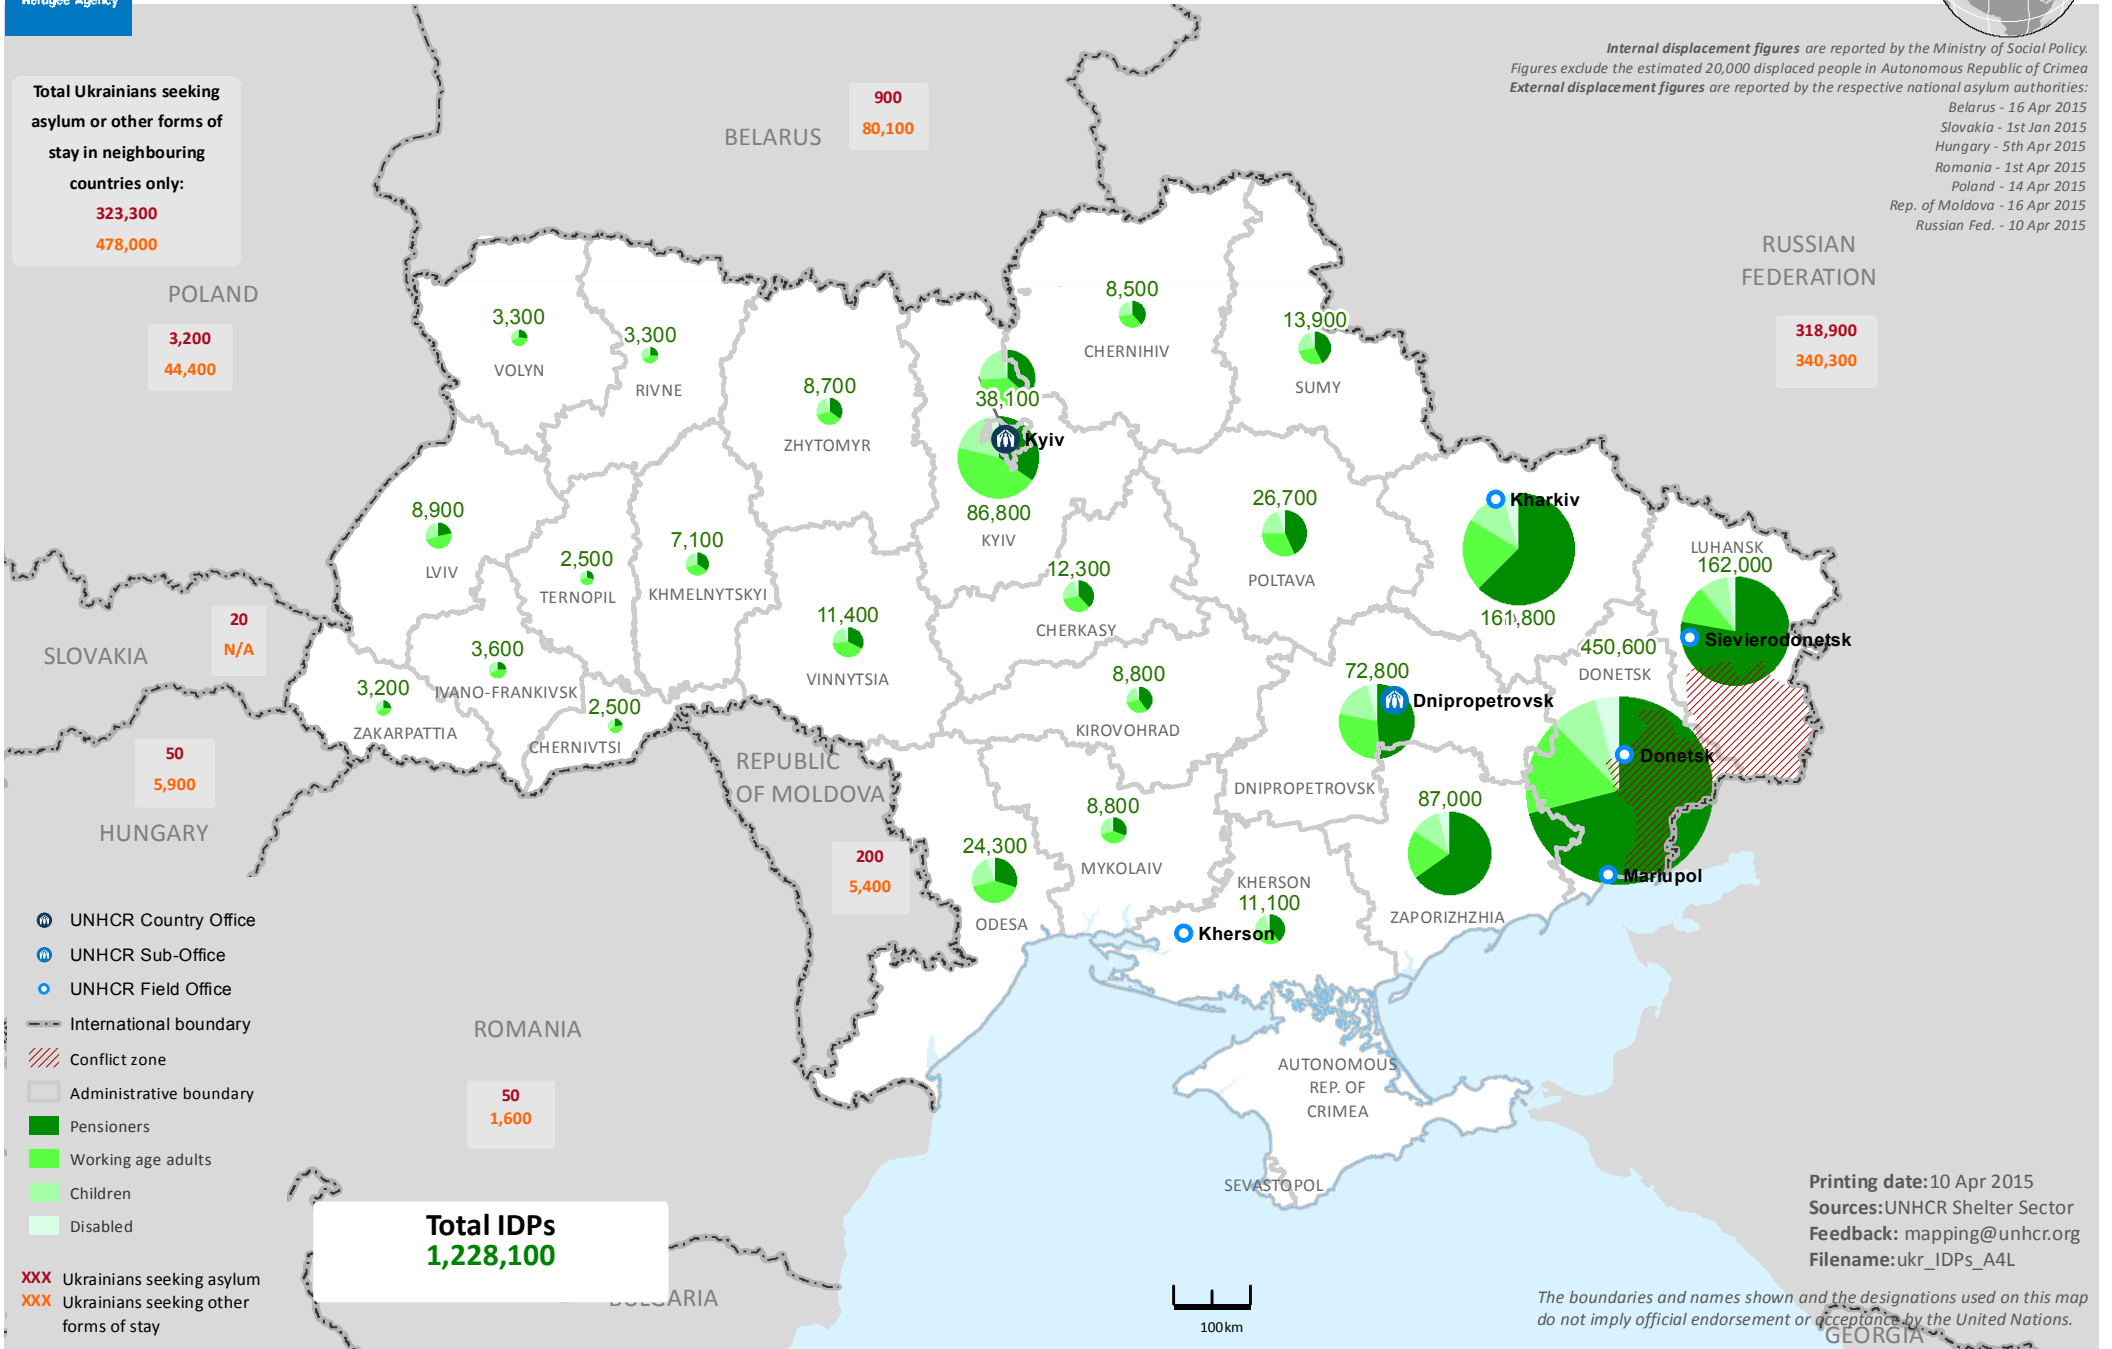 Refugee Agency
Total Ukrainians seeking
asylum or other forms of
stay in neighbouring
countries only:
323,300
478,000
Internal displacement figures are reported by the Ministry of Social Policy.
Figures exclude the estimated 20,000 displaced people in Autonomous Republic of Crimea
External displacement figures are reported by the respective national asylum authorities:
Belarus - 16 Apr 2015
Slovakia - 1st Jan 2015
Hungary - 5th Apr 2015
Romania - 1st Apr 2015
Poland - 14 Apr 2015
Rep. of Moldova - 16 Apr 2015
Russian Fed. - 10 Apr 2015
BELARUS
900
80,100
RUSSIAN
FEDERATION
318,900
340,300
POLAND
3,200
44,400
3,300
VOLYN
3,300
RIVNE
8,700
ZHYTOMYR
8,500
CHERNIHIV
13,900
SUMY
38,100
Kyiv
86,800
KYIV
8,900
LVIV
2,500
TERNOPIL
7,100
KHMELNYTSKYI
11,400
VINNYTSIA
12,300
CHERKASY
26,700
POLTAVA
Kharkiv
161,800
LUHANSK
162,000
Sievierodonetsk
450,600
DONETSK
Donetsk
Mariupol
SLOVAKIA
20
N/A
3,600
IVANO-FRANKIVSK
3,200
ZAKARPATTIA
2,500
CHERNIVTSI
8,800
KIROVOHRAD
72,800
Dnipropetrovsk
DNIPROPETROVSK
87,000
ZAPORIZHZHIA
50
5,900
HUNGARY
REPUBLIC
OF MOLDOVA
200
5,400
24,300
ODESA
8,800
MYKOLAIV
KHERSON
11,100
Kherson
ROMANIA
50
1,600
AUTONOMOUS
REP. OF
CRIMEA
SEVASTOPOL
UNHCR Country Office
UNHCR Sub-Office
UNHCR Field Office
International boundary
Conflict zone
Administrative boundary
Pensioners
Working age adults
Children
Disabled
XXX Ukrainians seeking asylum
XXX Ukrainians seeking other
forms of stay
Total IDPs
1,228,100
BULGARIA
100 km
Printing date:10 Apr 2015
Sources:UNHCR Shelter Sector
Feedback: mapping@unhcr.org
Filename:ukr_IDPs_A4L
The boundaries and names shown and the designations used on this map
do not imply official endorsement or acceptance by the United Nations.
GEORGIA